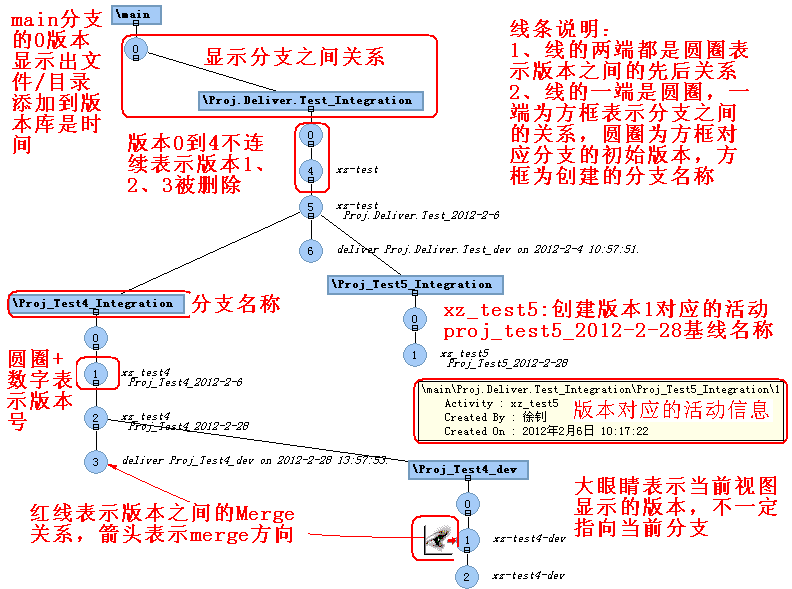 main分支
的0版本
显示出文
件/目录
添加到版
本库是时
间
\main
0
显示分支之间关系
\Proj.Deliver.Test_Integration
线条说明:
1、线的两端都是圆圈表
示版本之间的先后关系
2、线的一端是圆圈，一
端为方框表示分支之间
的关系，圆圈为方框对
应分支的初始版本，方
框为创建的分支名称
版本0到4不连
续表示版本1、
2、3被删除
0
4
xz-test
5
xz-test
Proj.Deliver.Test_2012-2-6
6
deliver Proj.Deliver.Test_dev on 2012-2-4 10:57:51.
\Proj_Test4_Integration
分支名称
\Proj_Test5_Integration
0
xz_test5:创建版本1对应的活动
proj_test5_2012-2-28基线名称
1
xz_test5
Proj_Test5_2012-2-28
圆圈+
数字表
示版本
号
0
1
xz_test4
Proj_Test4_2012-2-6
2
xz_test4
Proj_Test4_2012-2-28
3
deliver Proj_Test4_dev on 2012-2-28 13:57:53.
\main\Proj.Deliver.Test_Integration\Proj_Test5_Integration\1
Activity : xz_test5
Created By : 徐钊
Created On : 2012年2月6日 10:17:22
版本对应的活动信息
\Proj_Test4_dev
红线表示版本之间的Merge
关系，箭头表示merge方向
大眼睛表示当前视图
显示的版本，不一定
指向当前分支
0
1
xz-test4-dev
2
xz-test4-dev